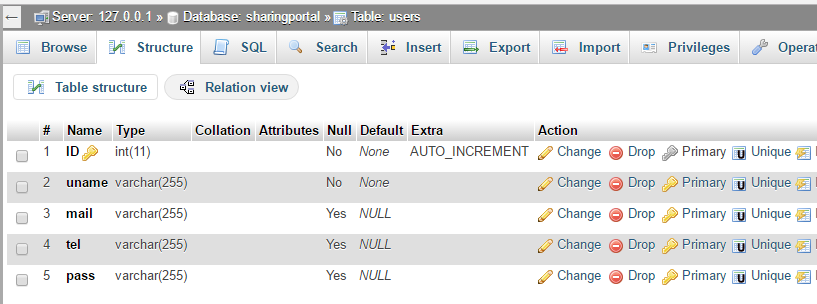 ← Server: 127.0.0.1 » Database: sharingportal » Table: users
Browse Structure SQL Search Insert Export Import Privileges Operat
Table structure Relation view
# Name Type Collation Attributes Null Default Extra Action
1 ID int(11) No None AUTO_INCREMENT Change Drop Primary U Unique
2 uname varchar(255) No None Change Drop Primary U Unique
3 mail varchar(255) Yes NULL Change Drop Primary U Unique
4 tel varchar(255) Yes NULL Change Drop Primary U Unique
5 pass varchar(255) Yes NULL Change Drop Primary U Unique